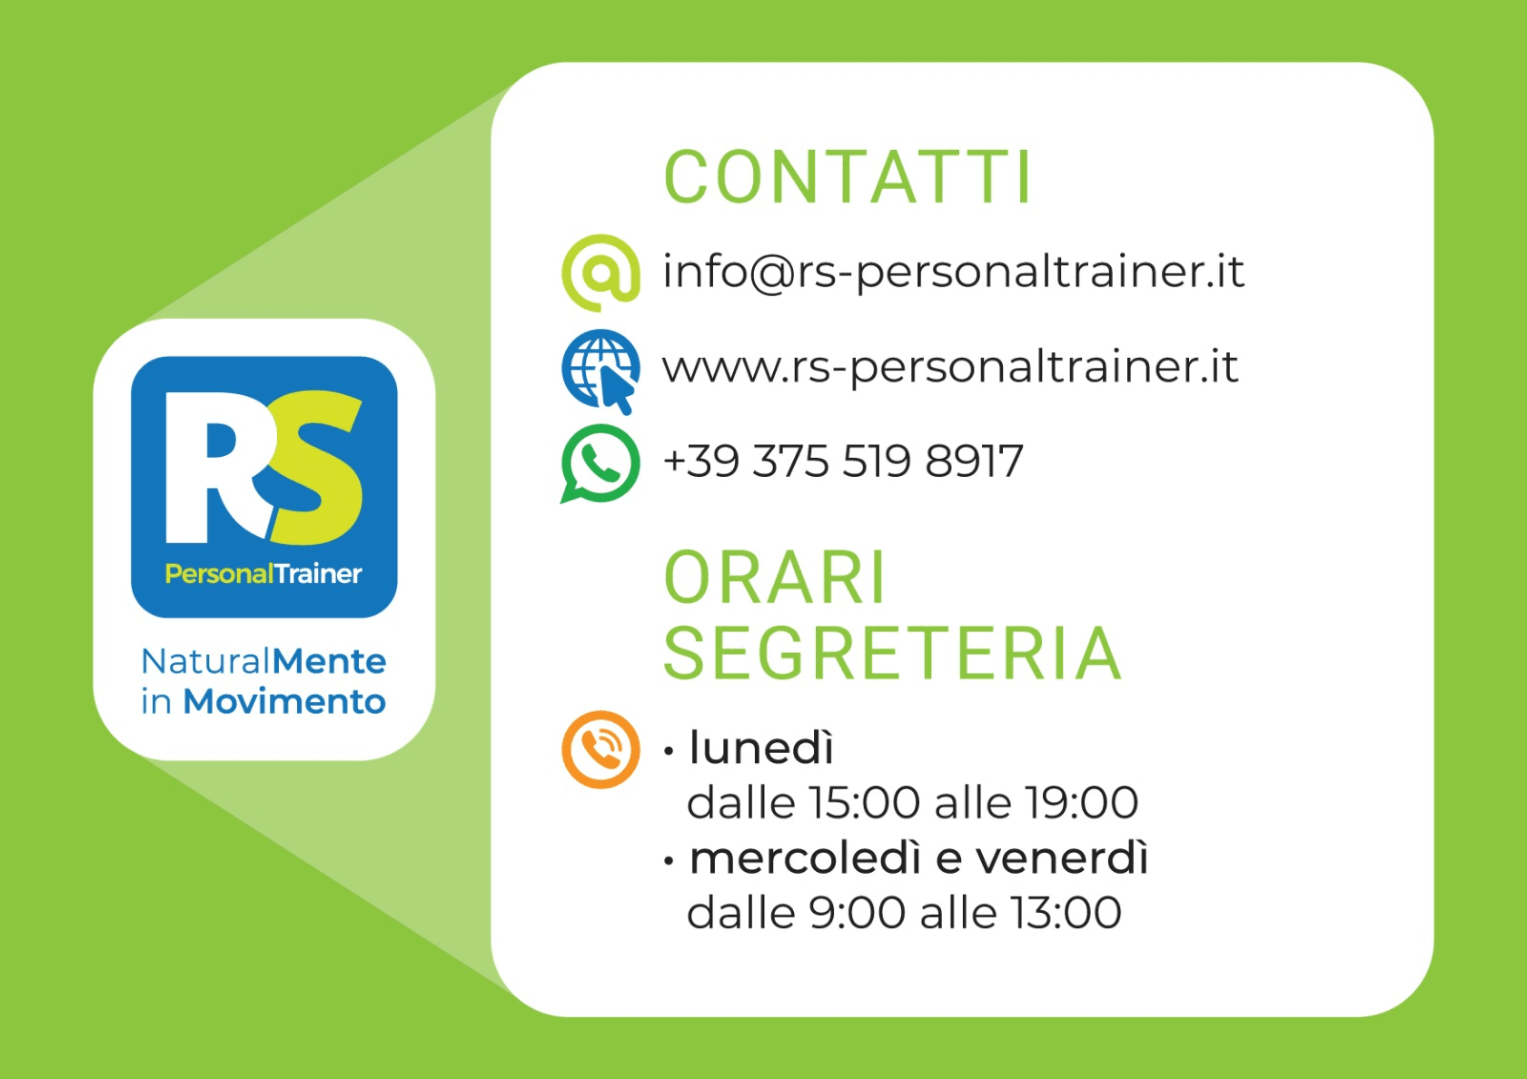 RS
PersonalTrainer
NaturalMente
in Movimento
CONTATTI
info@rs-personaltrainer.it
www.rs-personaltrainer.it
+39 375 519 8917
ORARI
SEGRETERIA
• lunedì
dalle 15:00 alle 19:00
• mercoledì e venerdì
dalle 9:00 alle 13:00